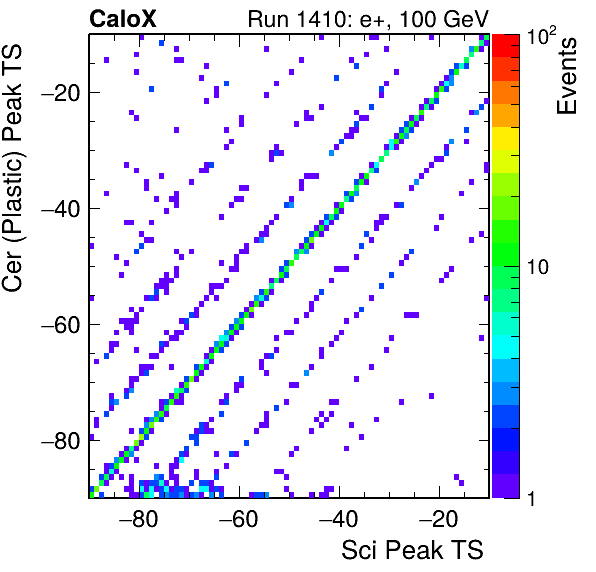 CaloX Run 1410: e+, 100 GeV
Cer (Plastic) Peak TS
−20
−40
−60
−80
−80 −60 −40 −20
Sci Peak TS
10²
10
1
Events